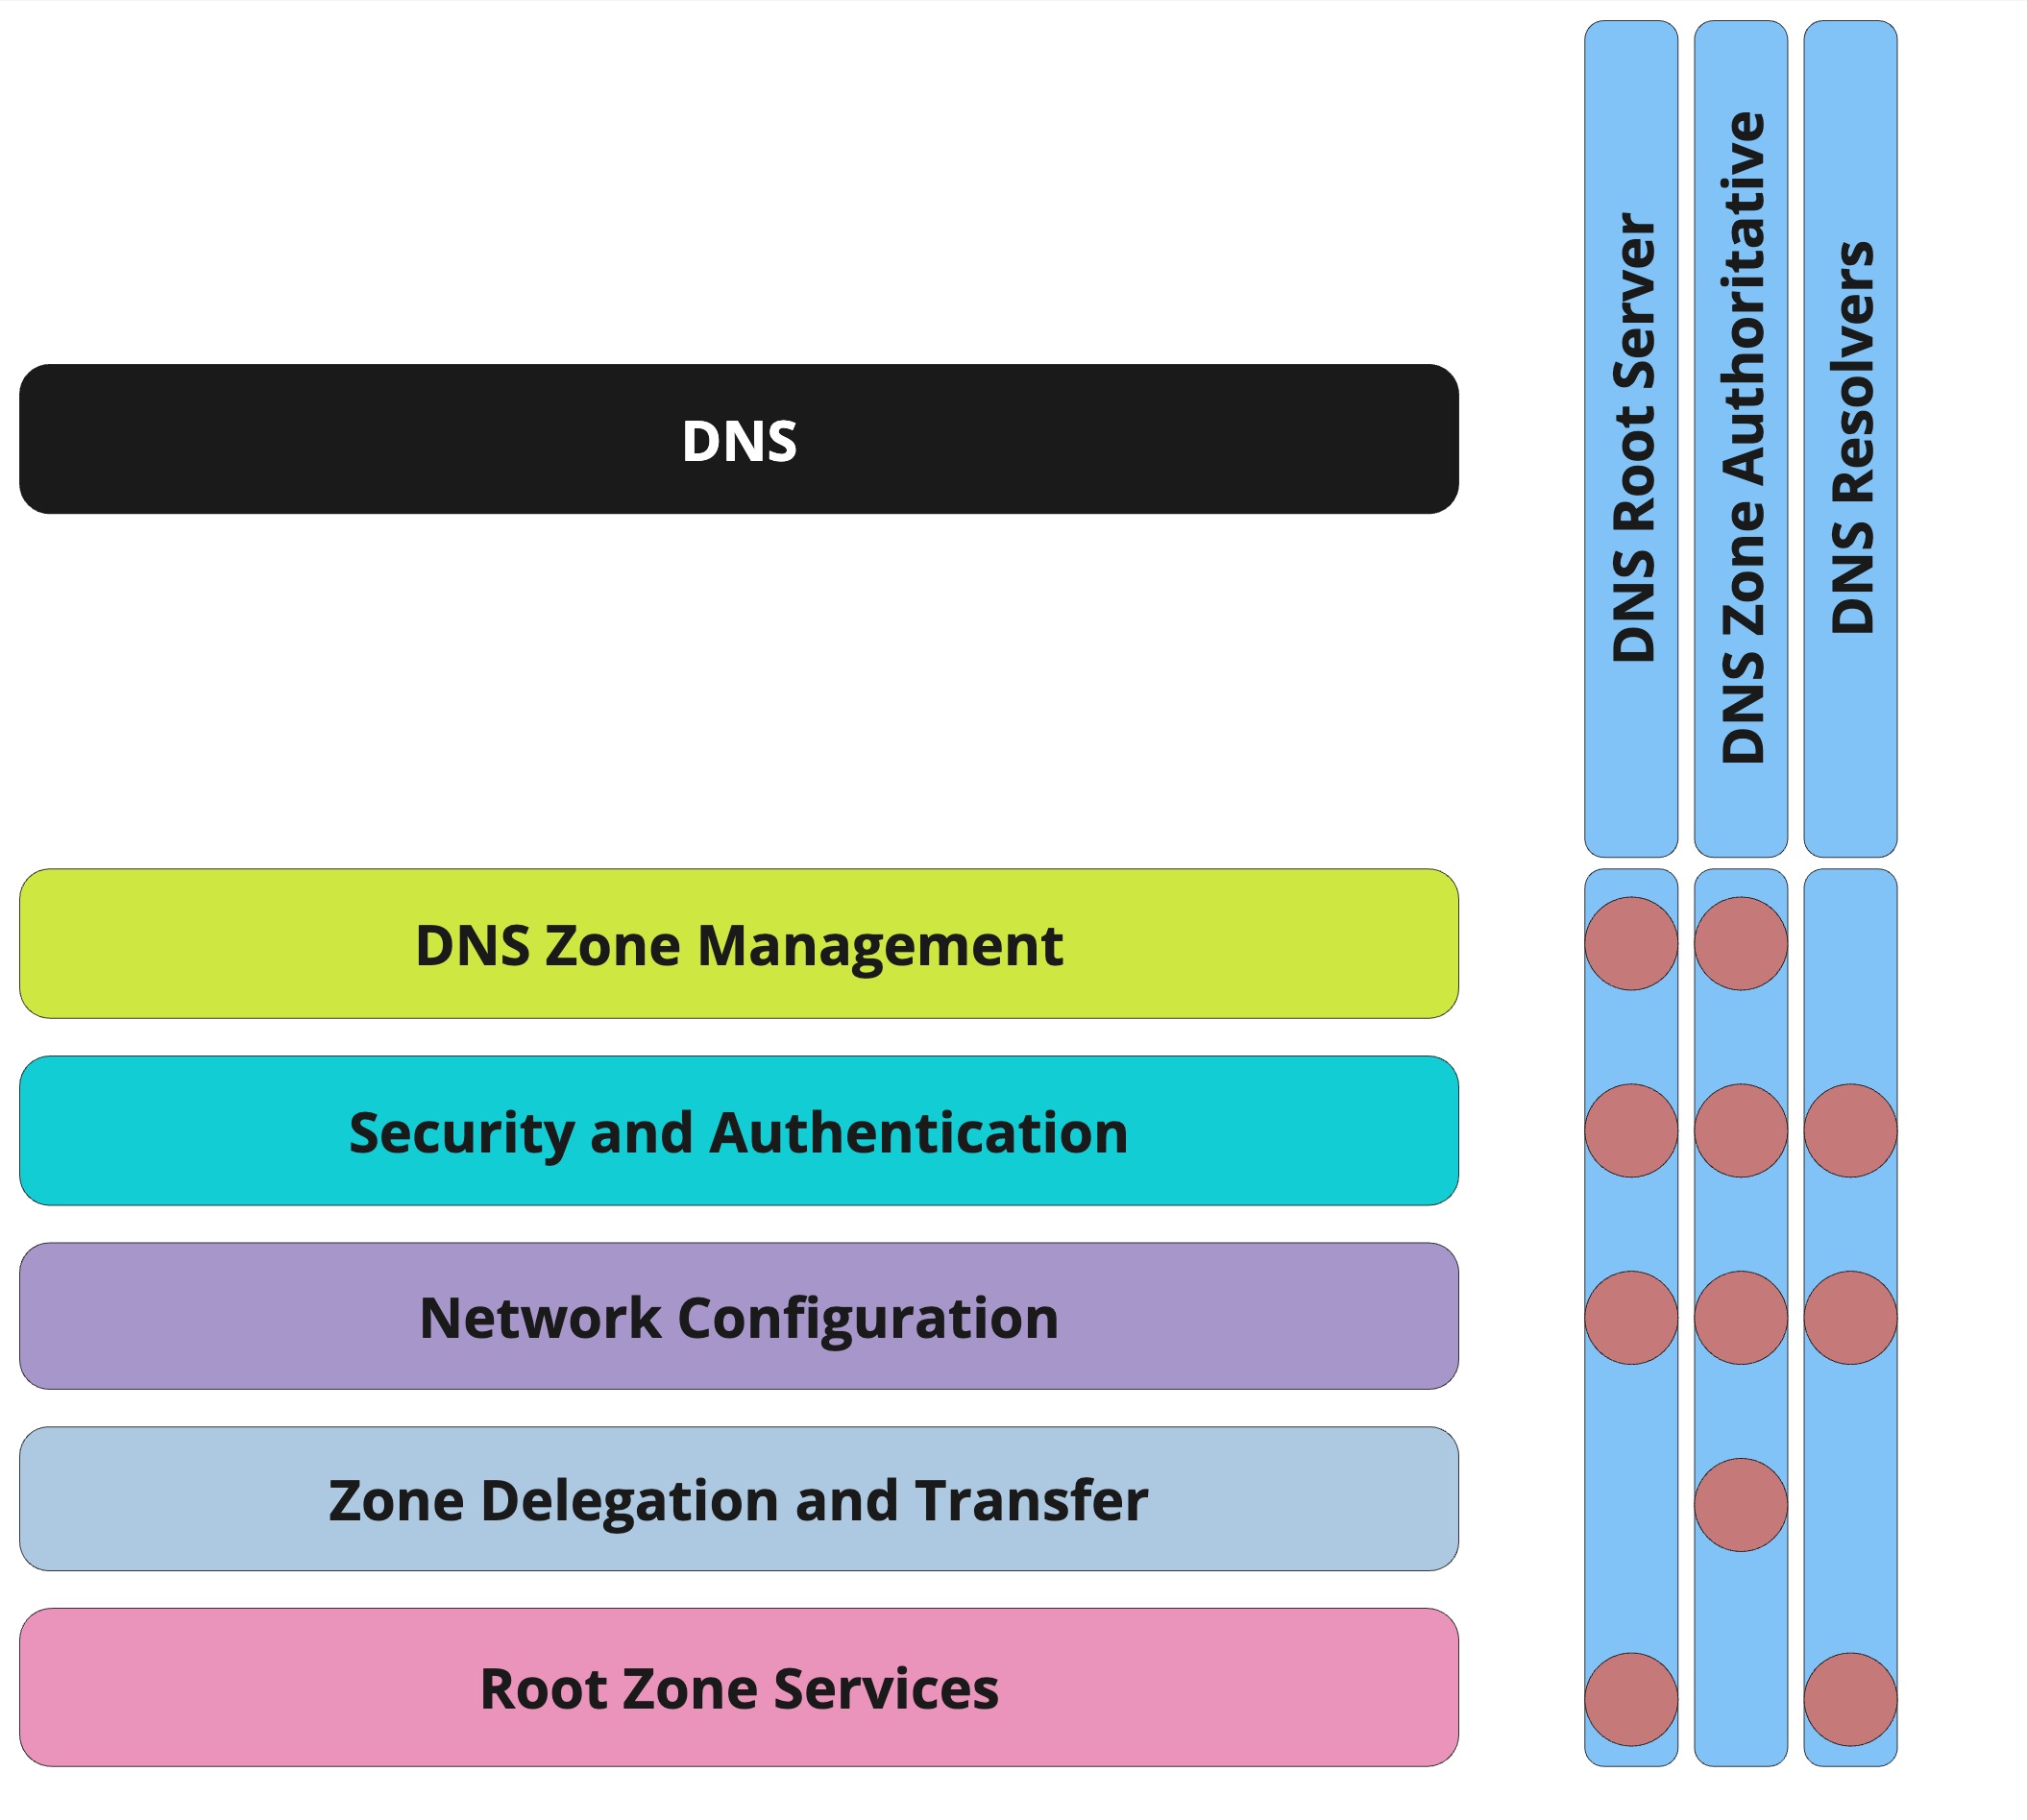 DNS
DNS Root Server
DNS Zone Authoritative
DNS Resolvers
DNS Zone Management
Security and Authentication
Network Configuration
Zone Delegation and Transfer
Root Zone Services